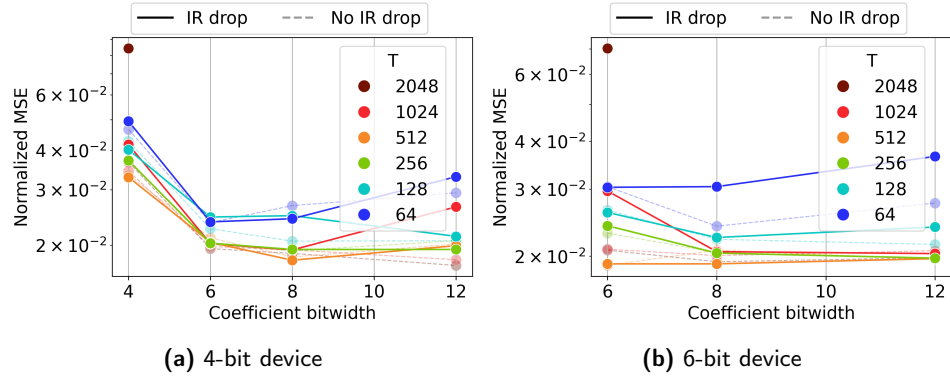 IR drop No IR drop
Normalized MSE
6 × 10⁻²
4 × 10⁻²
3 × 10⁻²
2 × 10⁻²
4 6 8 10 12
Coefficient bitwidth
T
2048
1024
512
256
128
64
(a) 4-bit device
IR drop No IR drop
Normalized MSE
6 × 10⁻²
4 × 10⁻²
3 × 10⁻²
2 × 10⁻²
6 8 10 12
Coefficient bitwidth
T
2048
1024
512
256
128
64
(b) 6-bit device